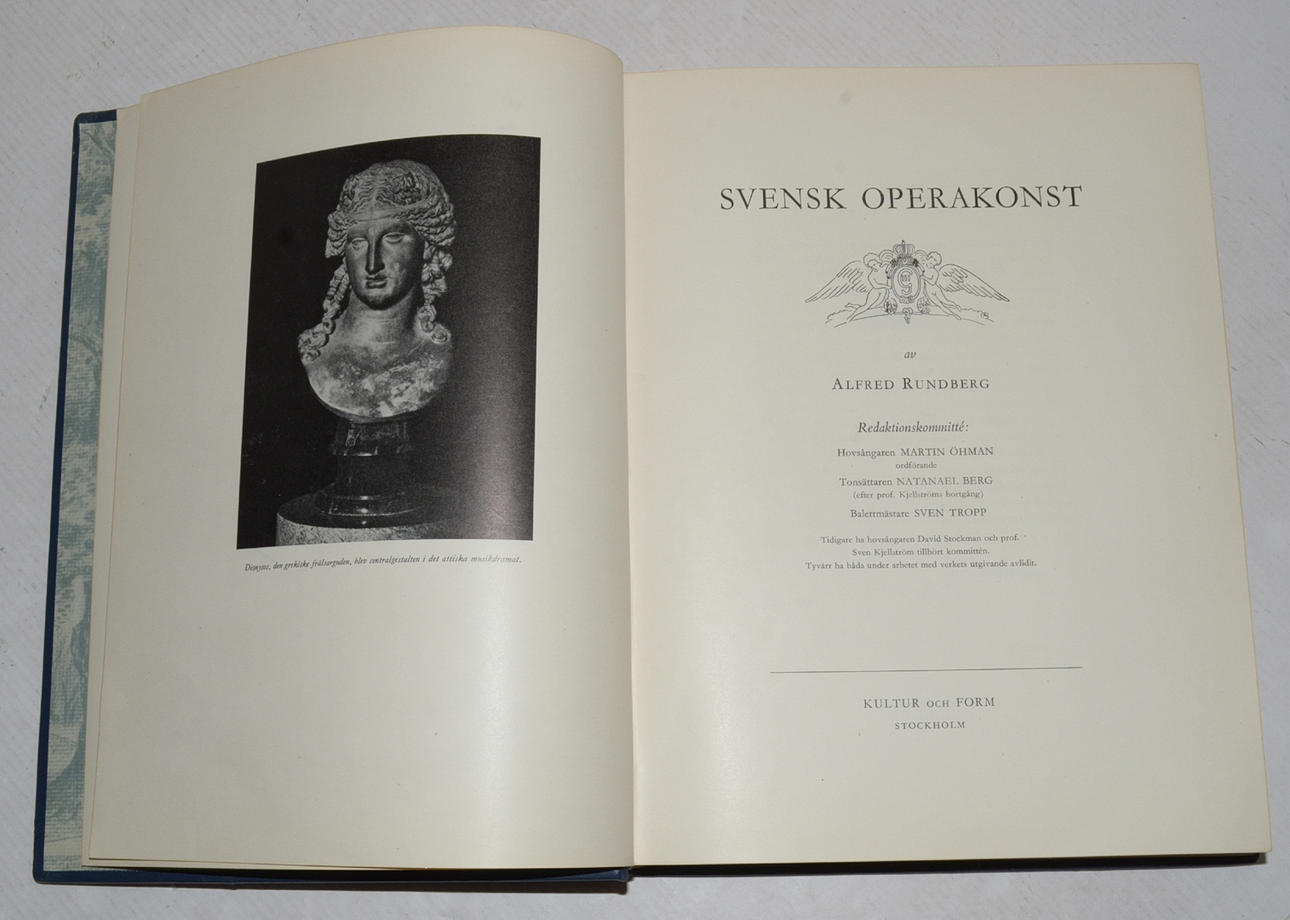 Dionysos, den grekiske frälsarguden, blev centralgestalten i det attiska musikdramat.
SVENSK OPERAKONST
av
ALFRED RUNDBERG
Redaktionskommitté:
Hovsångaren MARTIN ÖHMAN
ordförande
Tonsättaren NATANAEL BERG
(efter prof. Kjellströms bortgång)
Balettmästare SVEN TROPP
Tidigare ha hovsångaren David Stockman och prof.
Sven Kjellström tillhört kommittén.
Tyvärr ha båda under arbetet med verkets utgivande avlidit.
KULTUR OCH FORM
STOCKHOLM